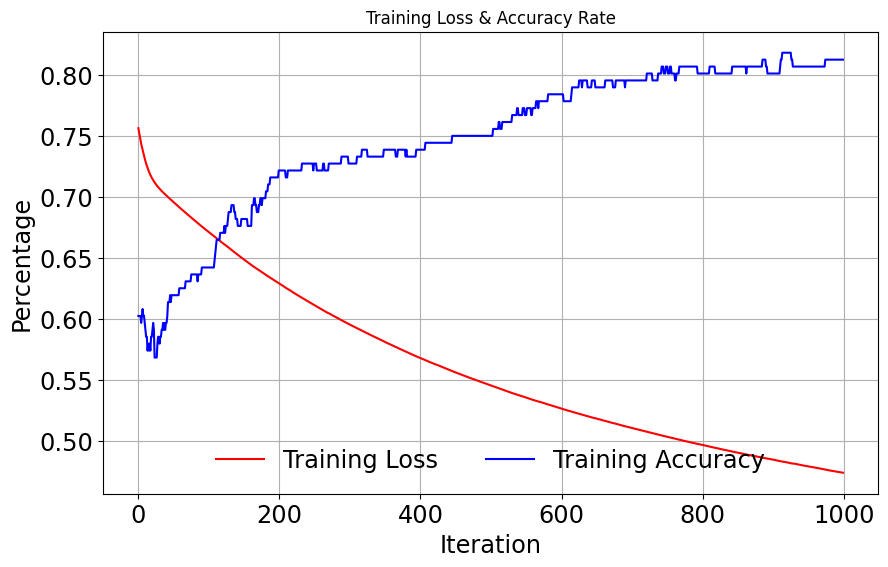 Training Loss & Accuracy Rate
Percentage
0.80
0.75
0.70
0.65
0.60
0.55
0.50
Training Loss
Training Accuracy
0 200 400 600 800 1000
Iteration